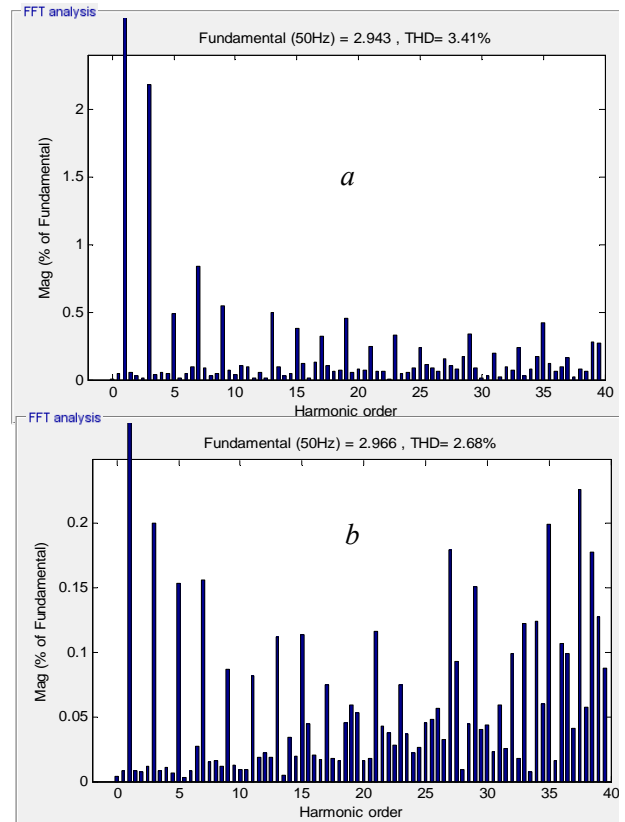 FFT analysis
Fundamental (50Hz) = 2.943 , THD= 3.41%
Mag (% of Fundamental)
2
1.5
1
0.5
0
a
0 5 10 15 20 25 30 35 40
Harmonic order
FFT analysis
Fundamental (50Hz) = 2.966 , THD= 2.68%
Mag (% of Fundamental)
0.2
0.15
0.1
0.05
0
b
0 5 10 15 20 25 30 35 40
Harmonic order